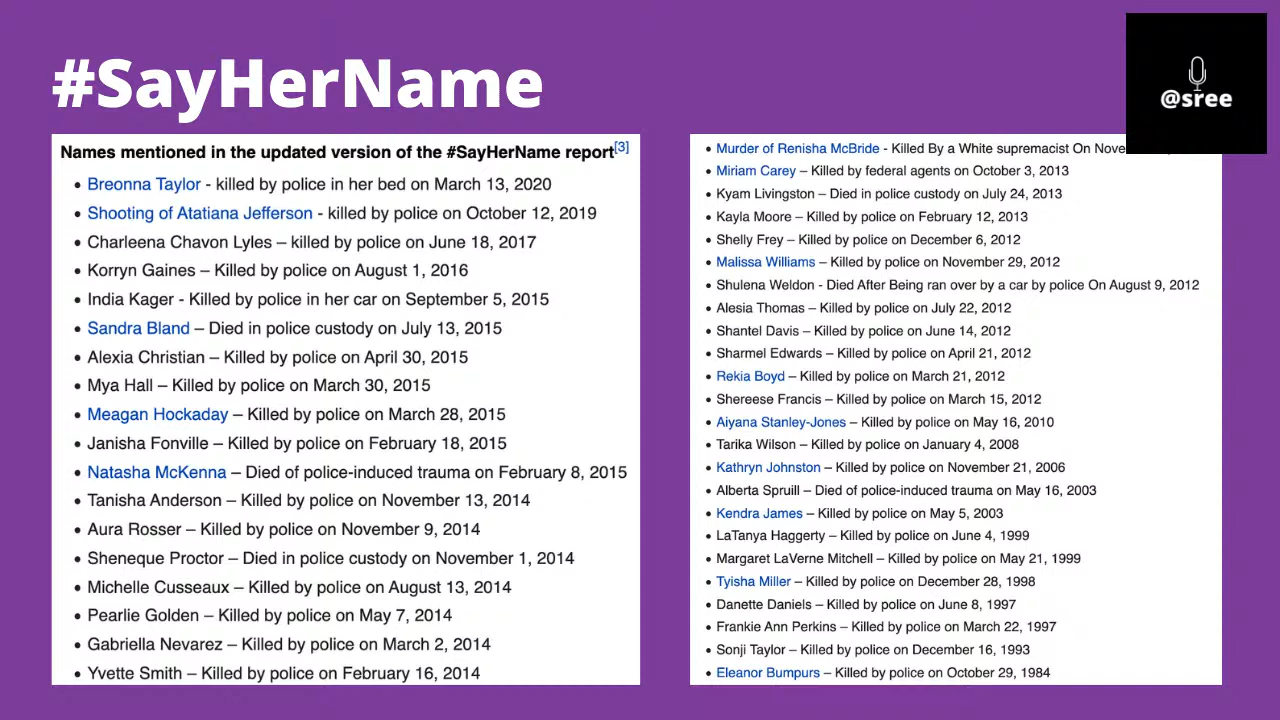 #SayHerName
@sree
Names mentioned in the updated version of the #SayHerName report[3]
• Breonna Taylor - killed by police in her bed on March 13, 2020
• Shooting of Atatiana Jefferson - killed by police on October 12, 2019
• Charleena Chavon Lyles – killed by police on June 18, 2017
• Korryn Gaines – Killed by police on August 1, 2016
• India Kager - Killed by police in her car on September 5, 2015
• Sandra Bland – Died in police custody on July 13, 2015
• Alexia Christian – Killed by police on April 30, 2015
• Mya Hall – Killed by police on March 30, 2015
• Meagan Hockaday – Killed by police on March 28, 2015
• Janisha Fonville – Killed by police on February 18, 2015
• Natasha McKenna – Died of police-induced trauma on February 8, 2015
• Tanisha Anderson – Killed by police on November 13, 2014
• Aura Rosser – Killed by police on November 9, 2014
• Sheneque Proctor – Died in police custody on November 1, 2014
• Michelle Cusseaux – Killed by police on August 13, 2014
• Pearlie Golden – Killed by police on May 7, 2014
• Gabriella Nevarez – Killed by police on March 2, 2014
• Yvette Smith – Killed by police on February 16, 2014
• Murder of Renisha McBride - Killed By a White supremacist On
• Miriam Carey – Killed by federal agents on October 3, 2013
• Kyam Livingston – Died in police custody on July 24, 2013
• Kayla Moore – Killed by police on February 12, 2013
• Shelly Frey – Killed by police on December 6, 2012
• Malissa Williams – Killed by police on November 29, 2012
• Shulena Weldon - Died After Being ran over by a car by police On August 9, 2012
• Alesia Thomas – Killed by police on July 22, 2012
• Shantel Davis – Killed by police on June 14, 2012
• Sharmel Edwards – Killed by police on April 21, 2012
• Rekia Boyd – Killed by police on March 21, 2012
• Shereese Francis – Killed by police on March 15, 2012
• Aiyana Stanley-Jones – Killed by police on May 16, 2010
• Tarika Wilson – Killed by police on January 4, 2008
• Kathryn Johnston – Killed by police on November 21, 2006
• Alberta Spruill – Died of police-induced trauma on May 16, 2003
• Kendra James – Killed by police on May 5, 2003
• LaTanya Haggerty – Killed by police on June 4, 1999
• Margaret LaVerne Mitchell – Killed by police on May 21, 1999
• Tyisha Miller – Killed by police on December 28, 1998
• Danette Daniels – Killed by police on June 8, 1997
• Frankie Ann Perkins – Killed by police on March 22, 1997
• Sonji Taylor – Killed by police on December 16, 1993
• Eleanor Bumpurs – Killed by police on October 29, 1984